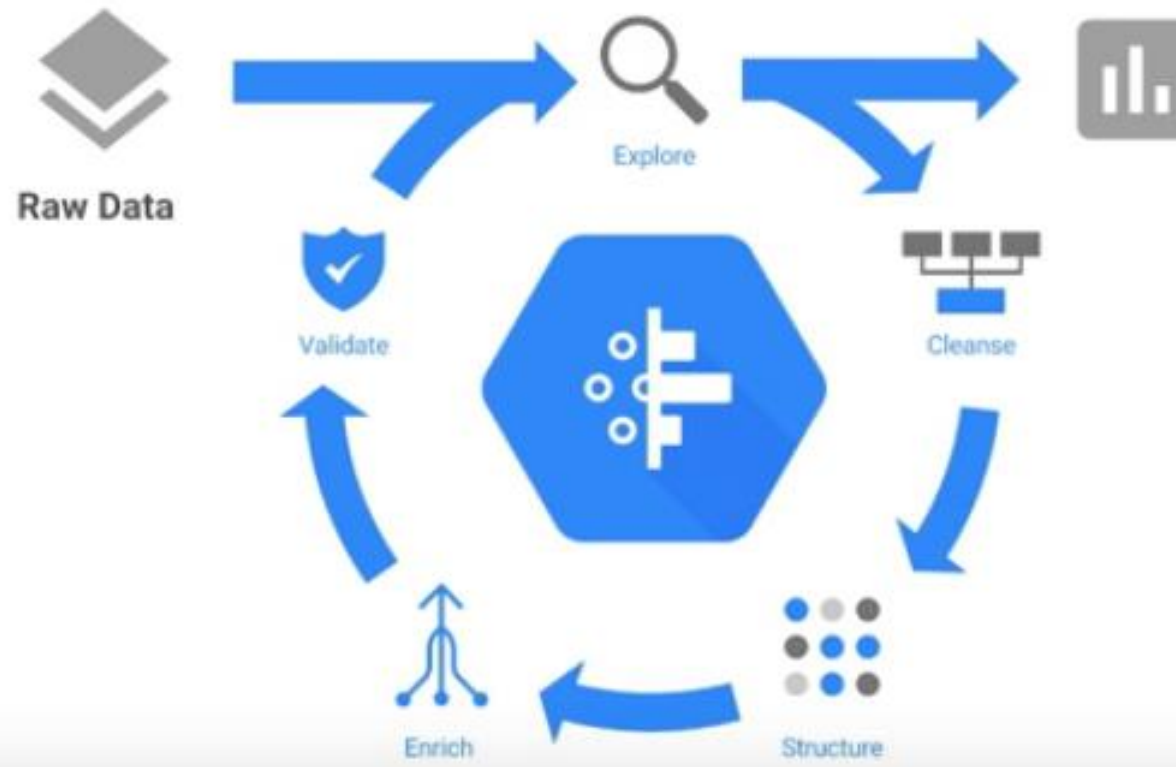 Explore
Raw Data
Validate
Cleanse
Enrich
Structure